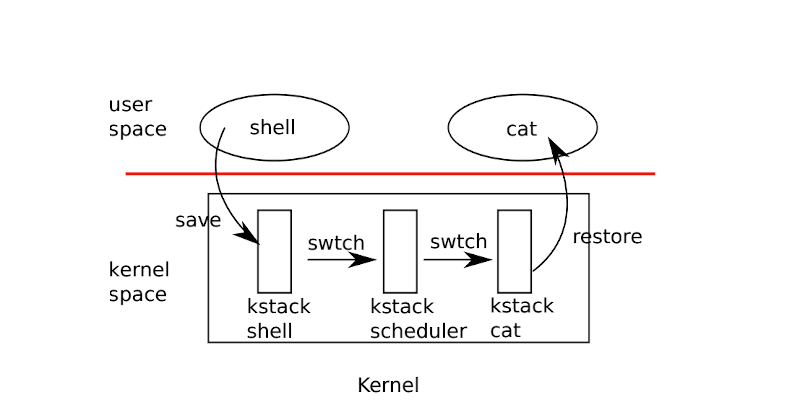 user
space
shell
cat
save
swtch
swtch
restore
kernel
space
kstack
shell
kstack
scheduler
kstack
cat
Kernel